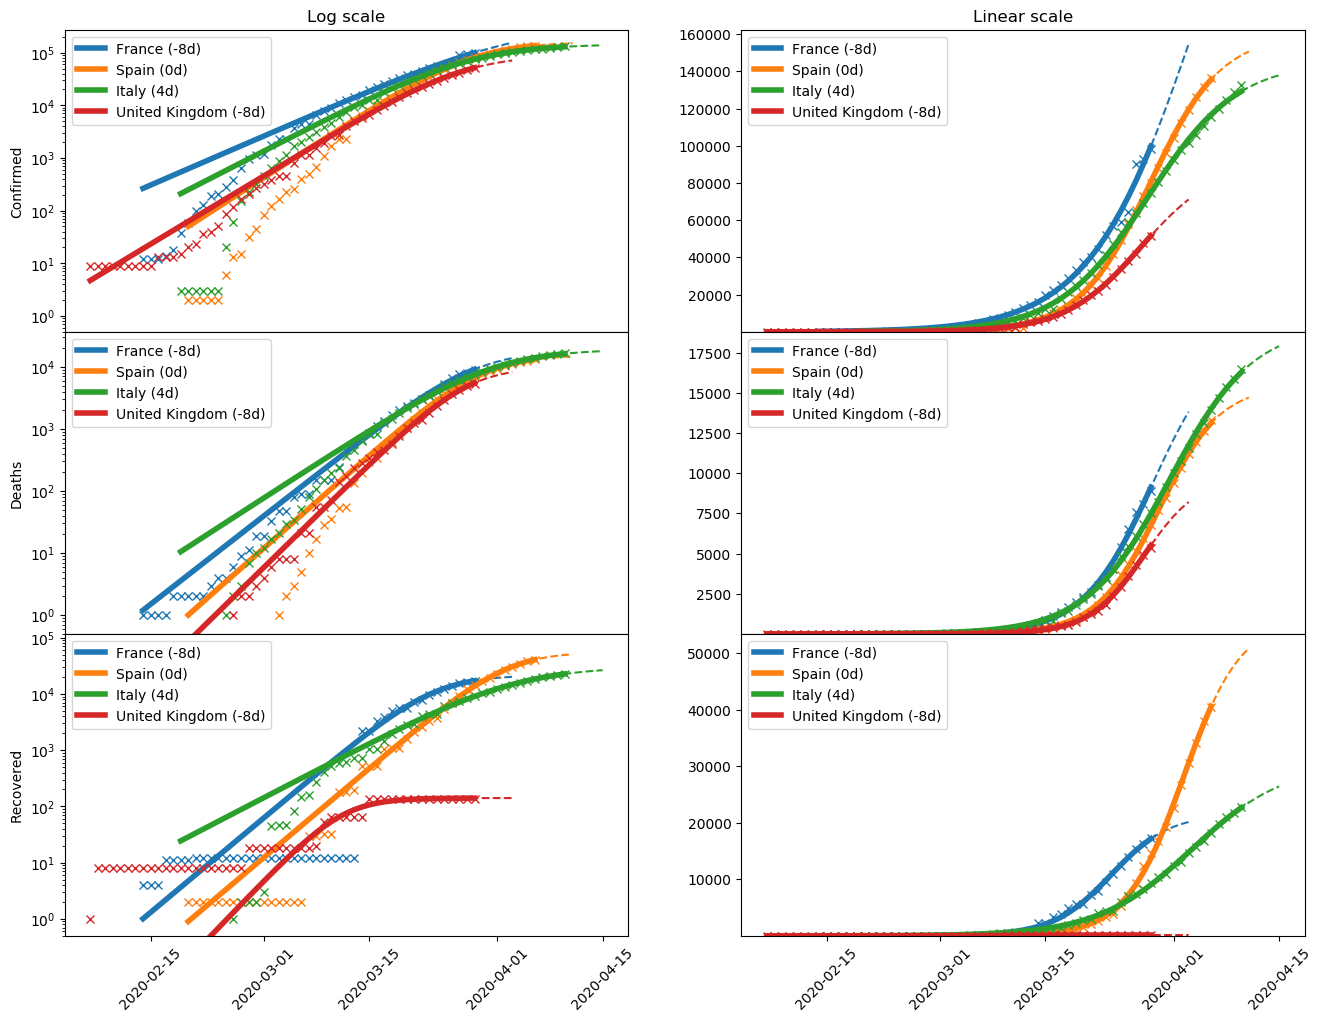 Log scale
Linear scale
Confirmed
10^5
10^4
10^3
10^2
10^1
10^0
France (-8d)
Spain (0d)
Italy (4d)
United Kingdom (-8d)
160000
140000
120000
100000
80000
60000
40000
20000
France (-8d)
Spain (0d)
Italy (4d)
United Kingdom (-8d)
Deaths
10^4
10^3
10^2
10^1
10^0
France (-8d)
Spain (0d)
Italy (4d)
United Kingdom (-8d)
17500
15000
12500
10000
7500
5000
2500
France (-8d)
Spain (0d)
Italy (4d)
United Kingdom (-8d)
Recovered
10^5
10^4
10^3
10^2
10^1
10^0
France (-8d)
Spain (0d)
Italy (4d)
United Kingdom (-8d)
50000
40000
30000
20000
10000
France (-8d)
Spain (0d)
Italy (4d)
United Kingdom (-8d)
2020-02-15
2020-03-01
2020-03-15
2020-04-01
2020-04-15
2020-02-15
2020-03-01
2020-03-15
2020-04-01
2020-04-15